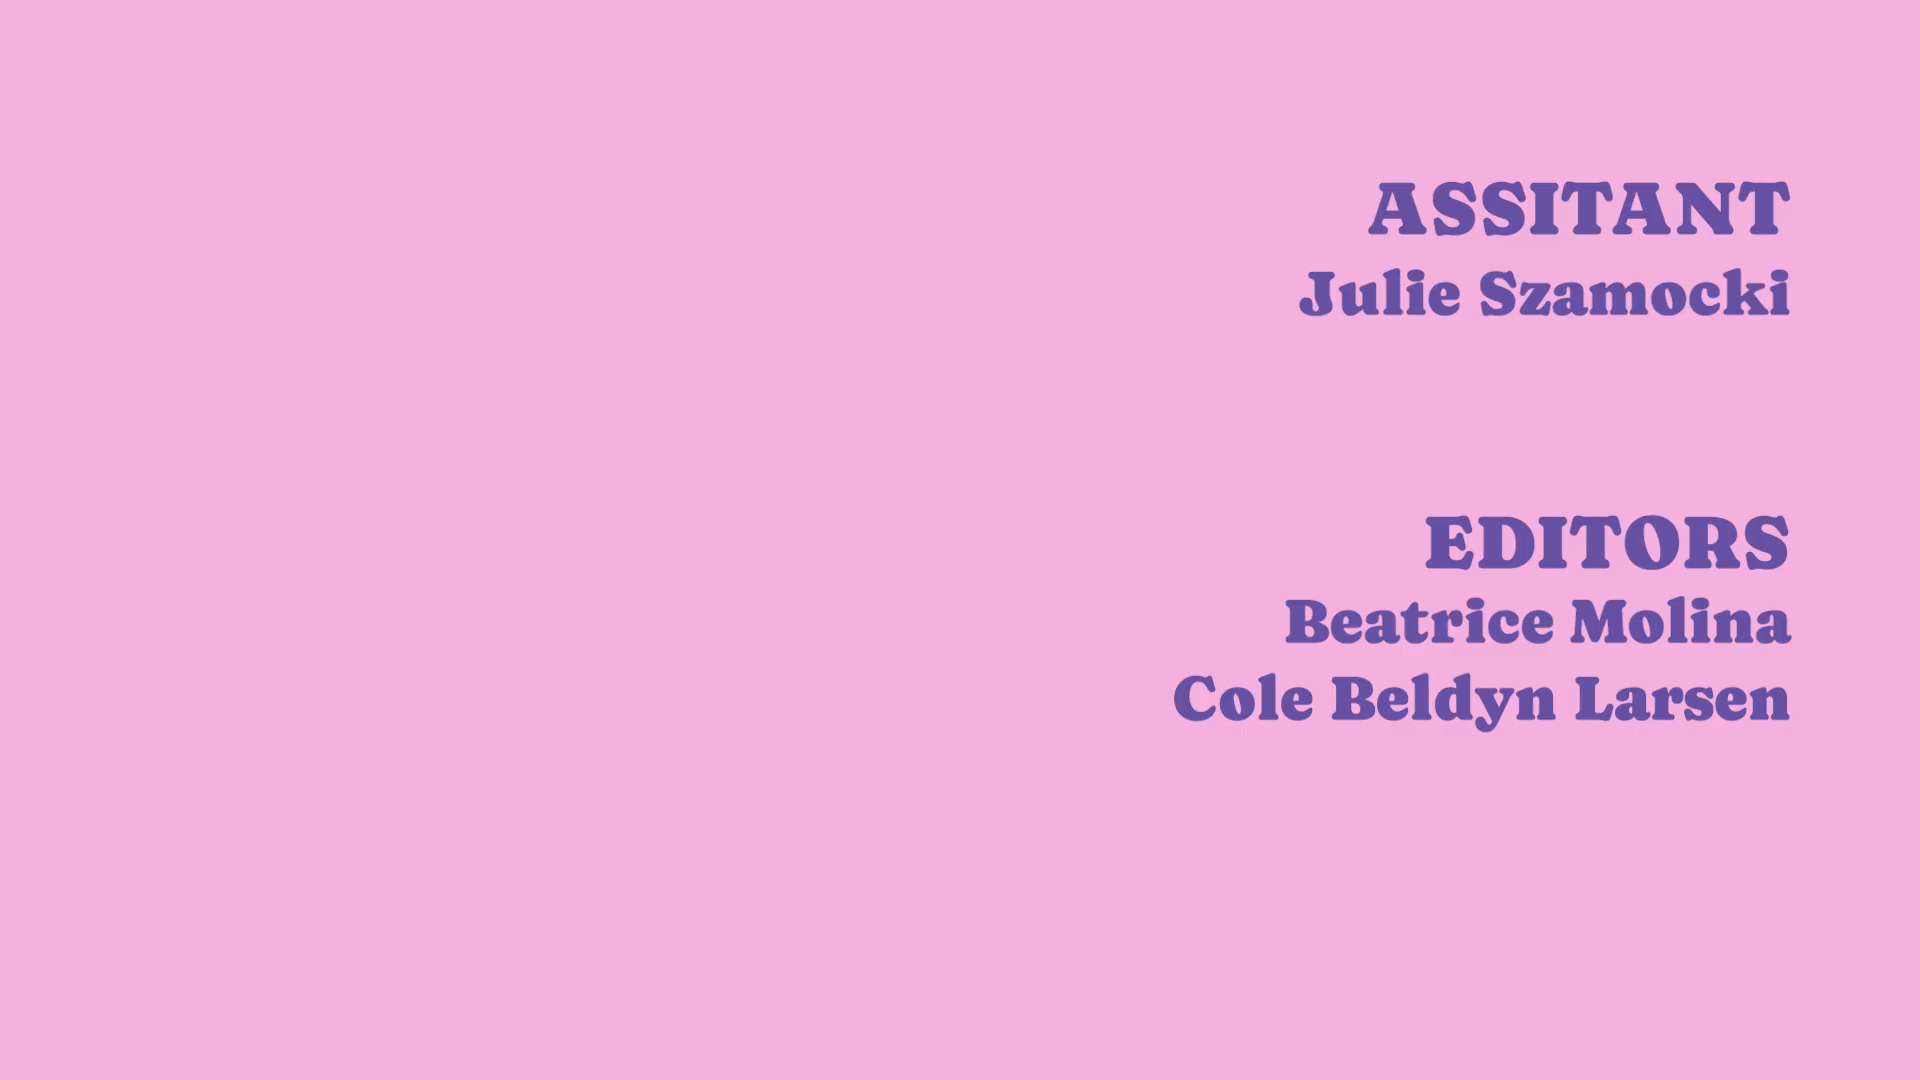 ASSITANT
Julie Szamocki
EDITORS
Beatrice Molina
Cole Beldyn Larsen